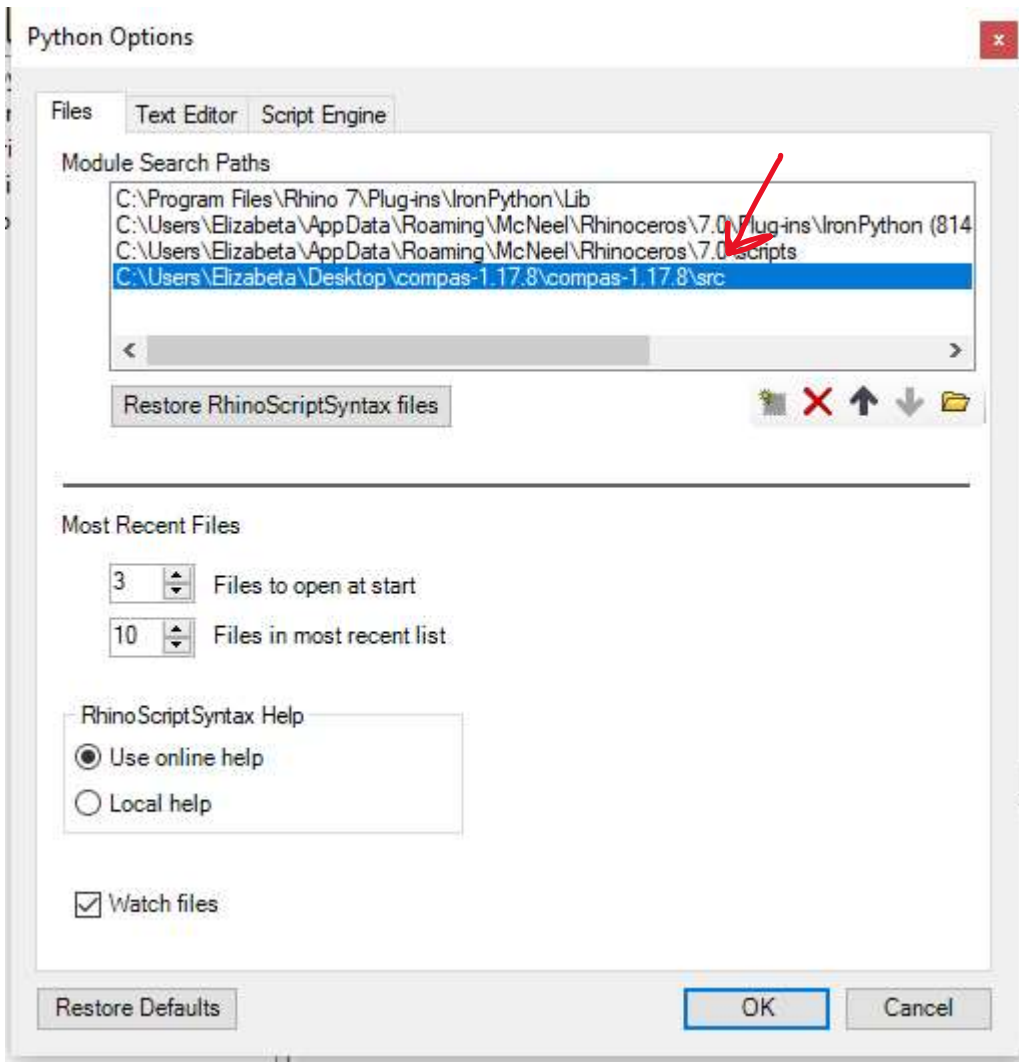 Python Options
x
Files
Text Editor
Script Engine
Module Search Paths
C:\Program Files\Rhino 7\Plug-ins\IronPython\Lib
C:\Users\Elizabeta\AppData\Roaming\McNeel\Rhinoceros\7.0\Plug-ins\IronPython (814
C:\Users\Elizabeta\AppData\Roaming\McNeel\Rhinoceros\7.0\scripts
C:\Users\Elizabeta\Desktop\compas-1.17.8\compas-1.17.8\src
Restore RhinoScriptSyntax files
Most Recent Files
3 Files to open at start
10 Files in most recent list
RhinoScriptSyntax Help
Use online help
Local help
Watch files
Restore Defaults
OK
Cancel